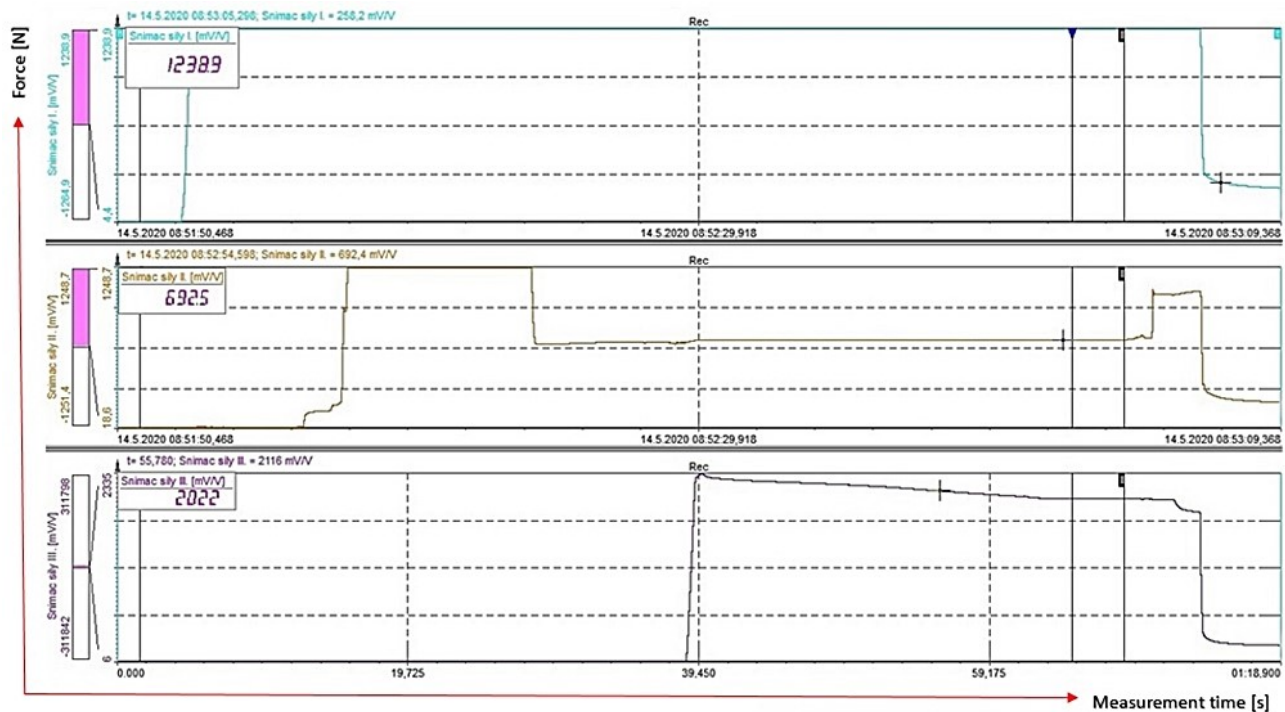 Force [N]
t= 14.5.2020 08:53:05,298; Snimac sily I. = 258,2 mV/V
Rec
Snimac sily I. [mV/V]
1238.9
1238,9
-1264,9
Snimac sily I. [mV/V]
1238,9
4,4
14.5.2020 08:51:50,468
14.5.2020 08:52:29,918
14.5.2020 08:53:09,368
t= 14.5.2020 08:52:54,598; Snimac sily II. = 692,4 mV/V
Rec
Snimac sily II. [mV/V]
692.5
1248,7
-1251,4
Snimac sily II. [mV/V]
1248,7
18,6
14.5.2020 08:51:50,468
14.5.2020 08:52:29,918
14.5.2020 08:53:09,368
t= 55,780; Snimac sily III. = 2116 mV/V
Rec
Snimac sily III. [mV/V]
2022
311798
-311842
Snimac sily III. [mV/V]
2335
6
0.000
19,725
39,450
59,175
01:18,900
Measurement time [s]